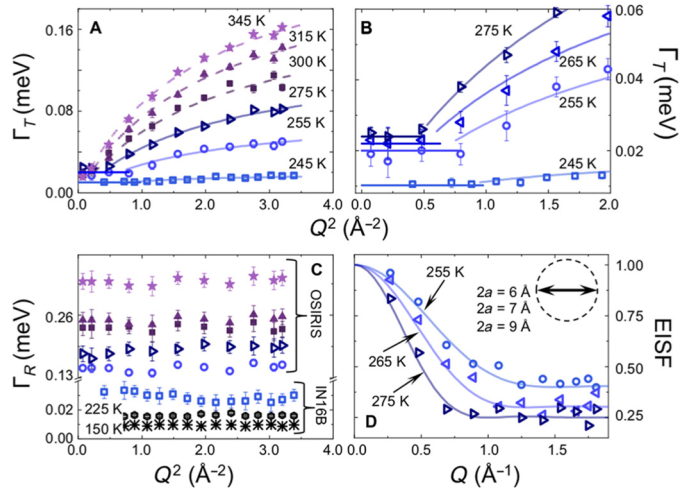 A
345 K
315 K
300 K
275 K
255 K
245 K
Γ_T (meV)
0.16
0.08
0.00
0.0 1.0 2.0 3.0 4.0
B
275 K
265 K
255 K
245 K
Γ_T (meV)
0.06
0.04
0.02
0.0 0.5 1.0 1.5 2.0
Q² (Å⁻²)
C
OSIRIS
IN16B
225 K
150 K
Γ_R (meV)
0.26
0.13
0.02
0.00
0.0 1.0 2.0 3.0 4.0
Q² (Å⁻²)
D
255 K
265 K
275 K
2a = 6 Å
2a = 7 Å
2a = 9 Å
EISF
1.00
0.75
0.50
0.25
0.0 0.5 1.0 1.5
Q (Å⁻¹)